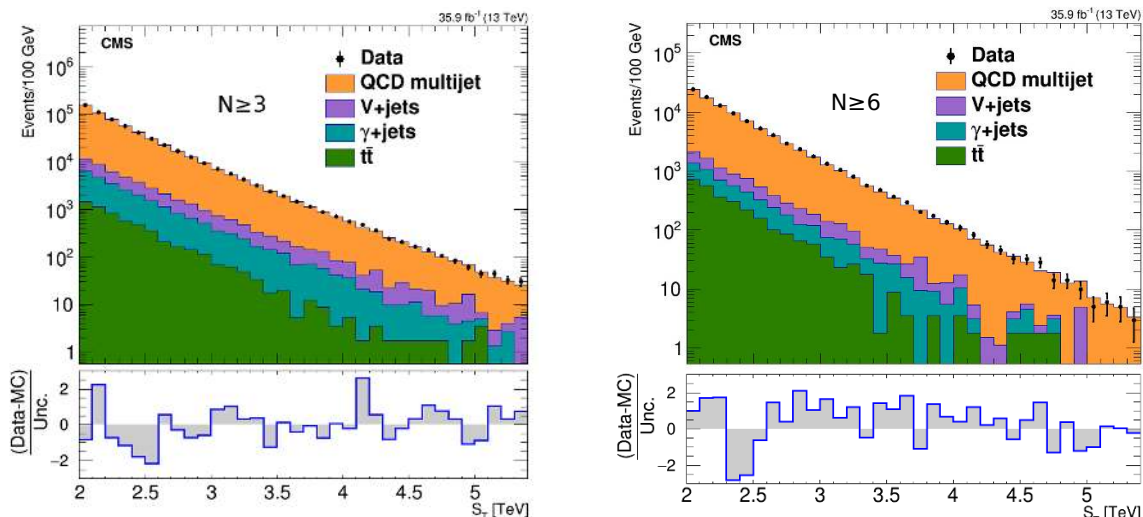 35.9 fb⁻¹ (13 TeV)
CMS
Data
QCD multijet
V+jets
γ+jets
tt̄
N≥3
Events/100 GeV
10⁶
10⁵
10⁴
10³
10²
10
1
(Data-MC)
Unc.
2
0
−2
2 2.5 3 3.5 4 4.5 5
S_T [TeV]
35.9 fb⁻¹ (13 TeV)
CMS
Data
QCD multijet
V+jets
γ+jets
tt̄
N≥6
Events/100 GeV
10⁵
10⁴
10³
10²
10
1
(Data-MC)
Unc.
2
0
−2
2 2.5 3 3.5 4 4.5 5
[TeV]